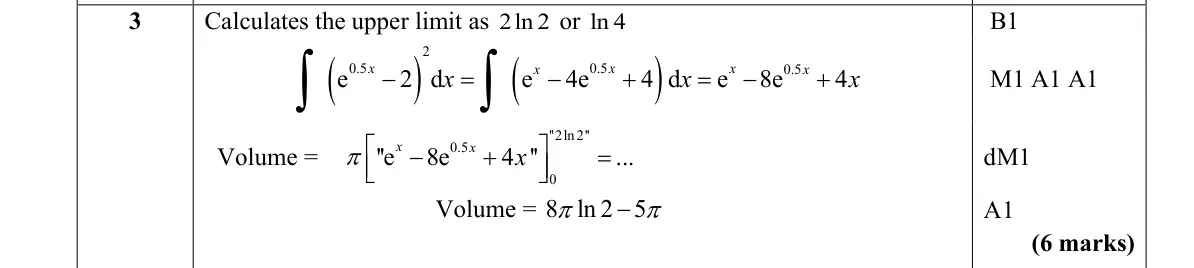 3 Calculates the upper limit as 2 ln 2 or ln 4 B1
∫ (e^{0.5x} − 2)^2 dx = ∫ (e^x − 4e^{0.5x} + 4) dx = e^x − 8e^{0.5x} + 4x M1 A1 A1
Volume = π ["e^x − 8e^{0.5x} + 4x"]_0^{"2 ln 2"} = ... dM1
Volume = 8π ln 2 − 5π A1
(6 marks)